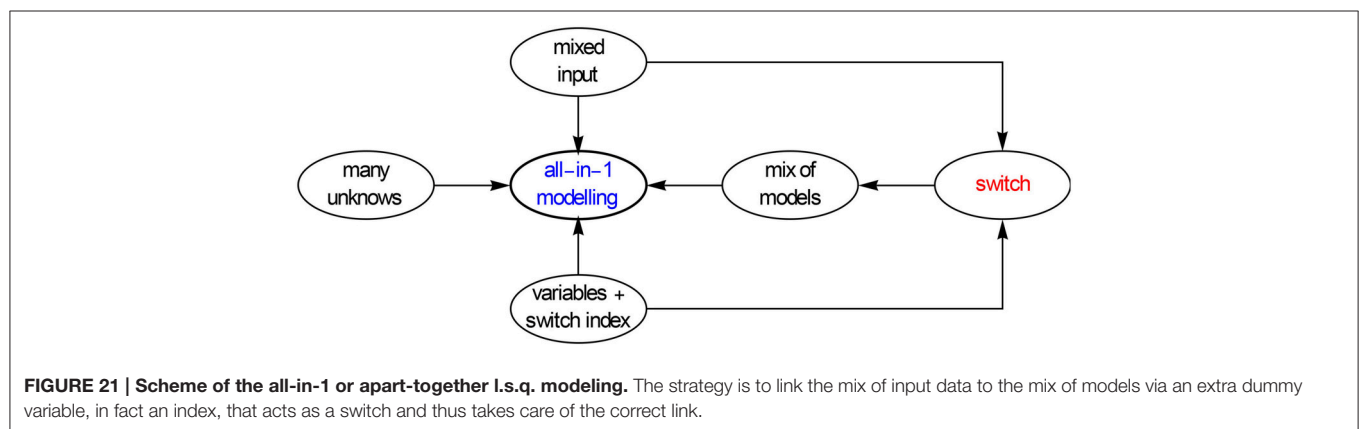 mixed
input
many
unknows
all-in-1
modelling
mix of
models
switch
variables +
switch index
FIGURE 21 | Scheme of the all-in-1 or apart-together l.s.q. modeling. The strategy is to link the mix of input data to the mix of models via an extra dummy
variable, in fact an index, that acts as a switch and thus takes care of the correct link.